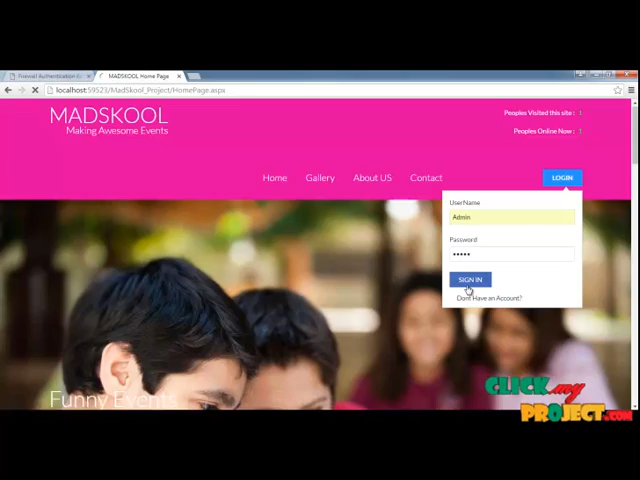 Firewall Authentication E
MADSKOOL Home Page
localhost:59523/MadSkool_Project/HomePage.aspx
MADSKOOL
Making Awesome Events
Peoples Visited this site : 1
Peoples Online Now : 1
Home
Gallery
About US
Contact
LOGIN
UserName
Admin
Password
•••••
SIGN IN
Dont Have an Account?
Funny Events
CLICK my
PROJECT.com